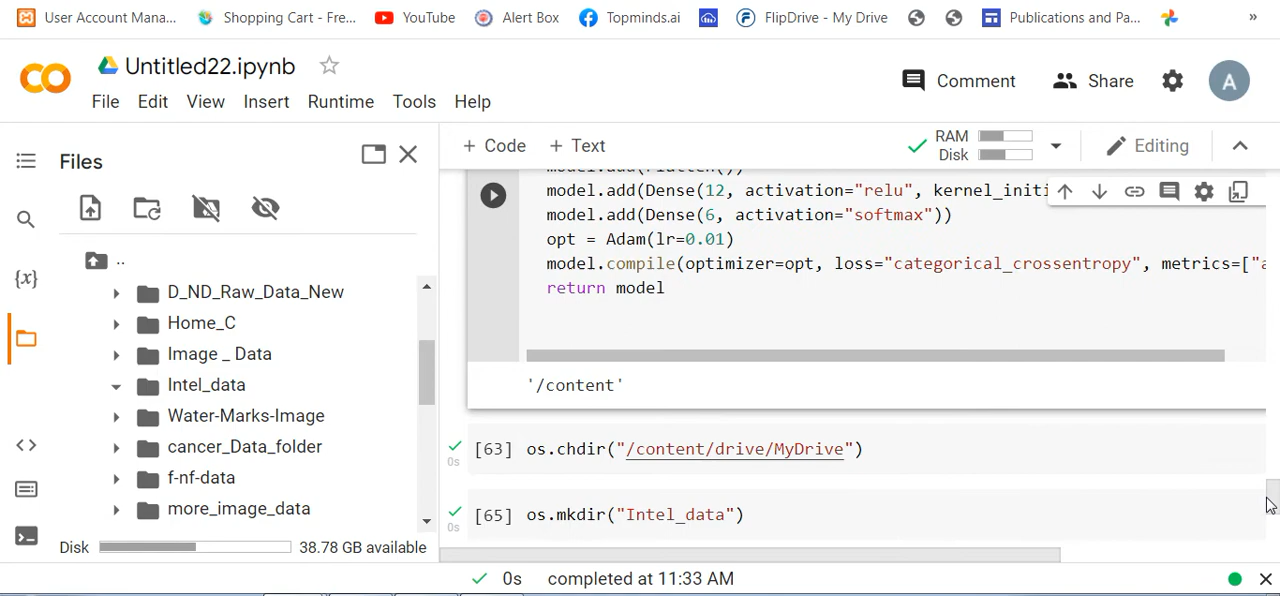 User Account Mana... Shopping Cart - Fre... YouTube Alert Box Topminds.ai FlipDrive - My Drive Publications and Pa... »
Untitled22.ipynb
Comment Share A
File Edit View Insert Runtime Tools Help
Files
+ Code + Text RAM Disk Editing
..
D_ND_Raw_Data_New
Home_C
Image _ Data
Intel_data
Water-Marks-Image
cancer_Data_folder
f-nf-data
more_image_data
Disk 38.78 GB available
{x}
model.add(Flatten())
model.add(Dense(12, activation="relu", kernel_initi
model.add(Dense(6, activation="softmax"))
opt = Adam(lr=0.01)
model.compile(optimizer=opt, loss="categorical_crossentropy", metrics=["a
return model
'/content'
[63] os.chdir("/content/drive/MyDrive")
0s
[65] os.mkdir("Intel_data")
0s
0s completed at 11:33 AM